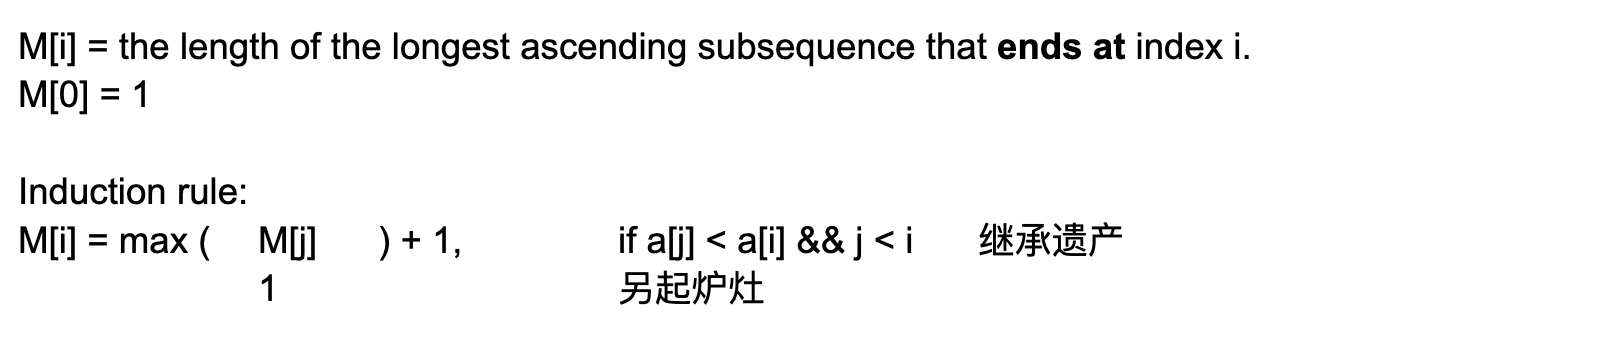 M[i] = the length of the longest ascending subsequence that ends at index i.
M[0] = 1
Induction rule:
M[i] = max ( M[j] ) + 1, if a[j] < a[i] && j < i 继承遗产
1 另起炉灶